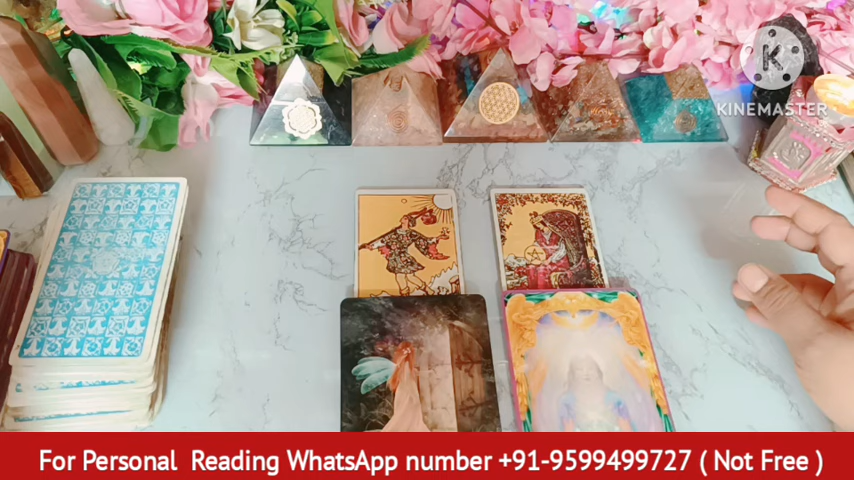 K
KINEMASTER
For Personal Reading WhatsApp number +91-9599499727 ( Not Free )